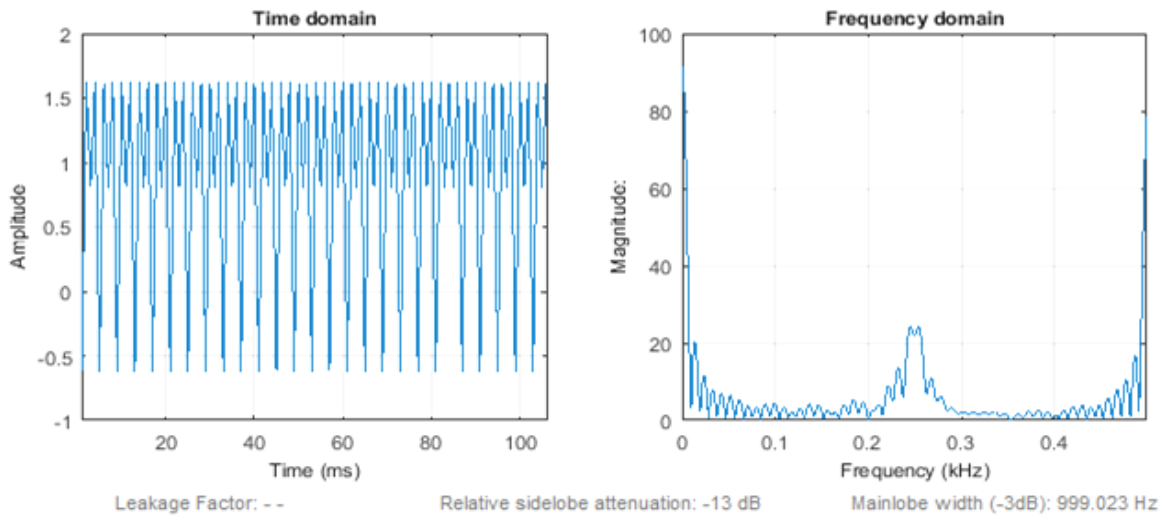 Time domain
2
1.5
1
0.5
0
-0.5
-1
Amplitude
20
40
60
80
100
Time (ms)
Frequency domain
100
80
60
40
20
0
Magnitude:
0
0.1
0.2
0.3
0.4
Frequency (kHz)
Leakage Factor: - -
Relative sidelobe attenuation: -13 dB
Mainlobe width (-3dB): 999.023 Hz